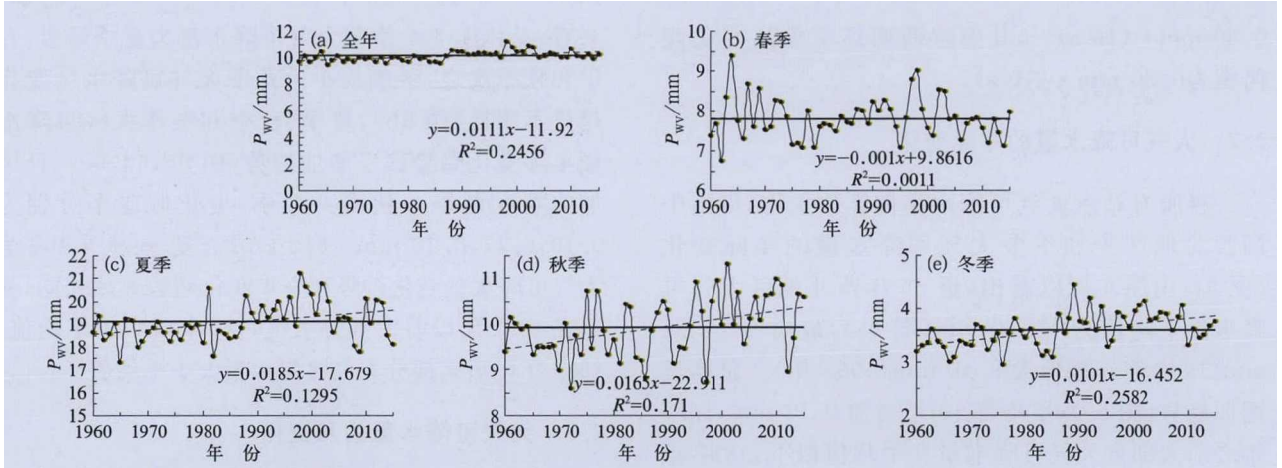 (a) 全年
P_wv/mm
12
10
8
6
4
2
0
y=0.0111x−11.92
R²=0.2456
1960 1970 1980 1990 2000 2010
年 份
(b) 春季
P_wv/mm
10
9
8
7
6
y=−0.001x+9.8616
R²=0.0011
1960 1970 1980 1990 2000 2010
年 份
(c) 夏季
P_wv/mm
22
21
20
19
18
17
16
15
y=0.0185x−17.679
R²=0.1295
1960 1970 1980 1990 2000 2010
年 份
(d) 秋季
P_wv/mm
11
10
9
8
y=0.0165x−22.911
R²=0.171
1960 1970 1980 1990 2000 2010
年 份
(e) 冬季
P_wv/mm
5
4
3
2
y=0.0101x−16.452
R²=0.2582
1960 1970 1980 1990 2000 2010
年 份